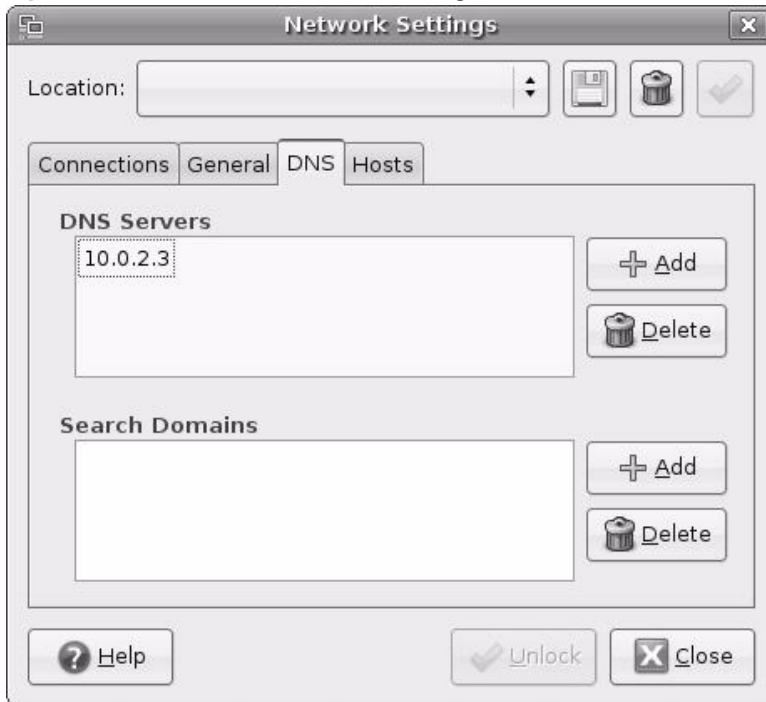 Network Settings
Location:
Connections General DNS Hosts
DNS Servers
10.0.2.3
Add
Delete
Search Domains
Add
Delete
Help
Unlock
Close